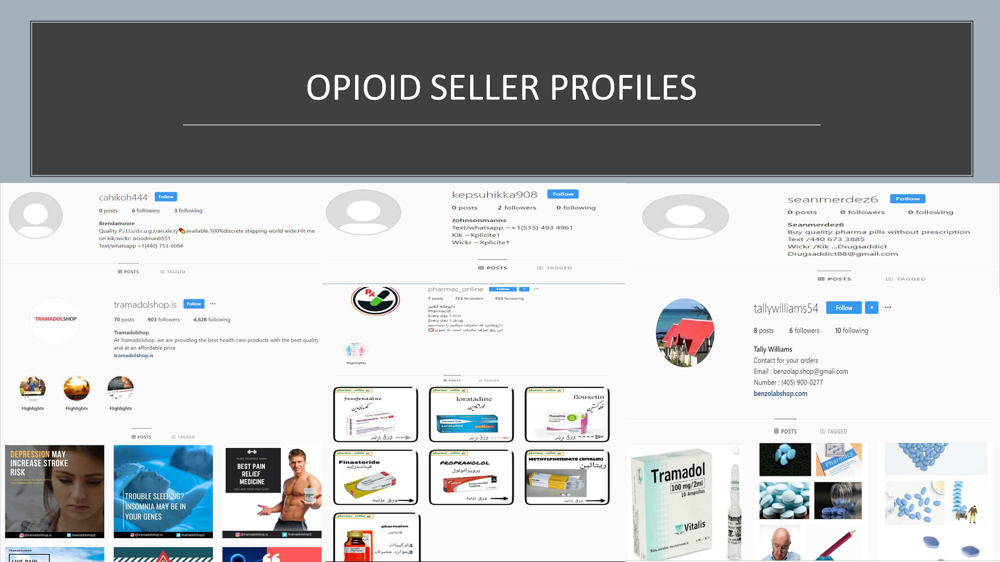 OPIOID SELLER PROFILES
cahikoh444 Follow
0 posts 6 followers 3 following
Brendamoore
Quality P.i.l.l.s/d.r.u.g.s/an.xie.ty💊available.100%discrete shipping world wide.Hit me
on kik/wickr: woodman6551
Text/whatsapp +1(440) 753-6084
POSTS TAGGED
kepsuhikka908 Follow
0 posts 2 followers 0 following
Johnsonmanns
Text/whatsapp ~+1(515) 493 4961
Kik ~Xplicite1
Wickr ~Xplicite1
POSTS TAGGED
seanmerdez6 Follow
0 posts 0 followers 0 following
Seanmerdez6
Buy quality pharma pills without prescription
Text /440 673 3885
Wickr /Kik ...Drugsaddict
Drugsaddict88@gmail.com
POSTS TAGGED
TRAMADOLSHOP
tramadolshop.is Follow ...
70 posts 903 followers 4,628 following
Tramadolshop
At Tramadolshop, we are providing the best health care products with the best quality
and at an affordable price
tramadolshop.is
Highlights Highlights Highlights
POSTS TAGGED
DEPRESSION MAY
INCREASE STROKE
RISK
TO KNOW HOW TO DEAL WITH IT
VISIT TRAMADOLSHOP.IS
@tramadolshop.is /tramadolshop2
TROUBLE SLEEPING?
INSOMNIA MAY BE IN
YOUR GENES
@tramadolshop.is /tramadolshop2
PUSH YOURSELF HARD.
BEST PAIN
RELIEF
MEDICINE
YOU ARE YOUR ONLY LIMIT.
@tramadolshop.is /tramadolshop2
TRAMADOLSHOP
LIVE PAIN
Rx
pharmac_online Follow ...
7 posts 723 followers 858 following
داروخانه آنلاین
Pharmacist
Every day 1 min
Every day 1 drug
داروهایی که مصرف میکنیم را بشناسیم
این پیج صرف معرفی است نه تجویز🚫
Highlights
POSTS TAGGED
pharmac_online
Fexofenadine
فکسوفنادین
Fexofenadine 180mg
ورق بزنید
pharmac_online
loratadine
لوراتادین
Chemists' Own
Loratadine
ورق بزنید
pharmac_online
flouxetin
فلوکستین
Fluoxetine 10 mg
Fluoxetine
ورق بزنید
pharmac_online
Finasteride
فیناستراید
ورق بزنید
pharmac_online
PROPRANOLOL
پروپرانولول
actavis Propranolol
Tablets
ورق بزنید
pharmac_online
METHYLPHENIDATE (RITALIN)
ریتالین
ورق بزنید
pharmac_online
pharmaton
فارماتون
1.ترکیبات
2.موارد مصرف
tallywilliams54 Follow ...
8 posts 6 followers 10 following
Tally Williams
Contact for your orders
Email : benzolap.shop@gmail.com
Number : (405) 900-0277
benzolabshop.com
POSTS TAGGED
Tramadol
100 mg/2ml
10 Ampollas
Vitalis
SOLUCIÓN INYECTABLE I.M. / E.V.
Pharmacy